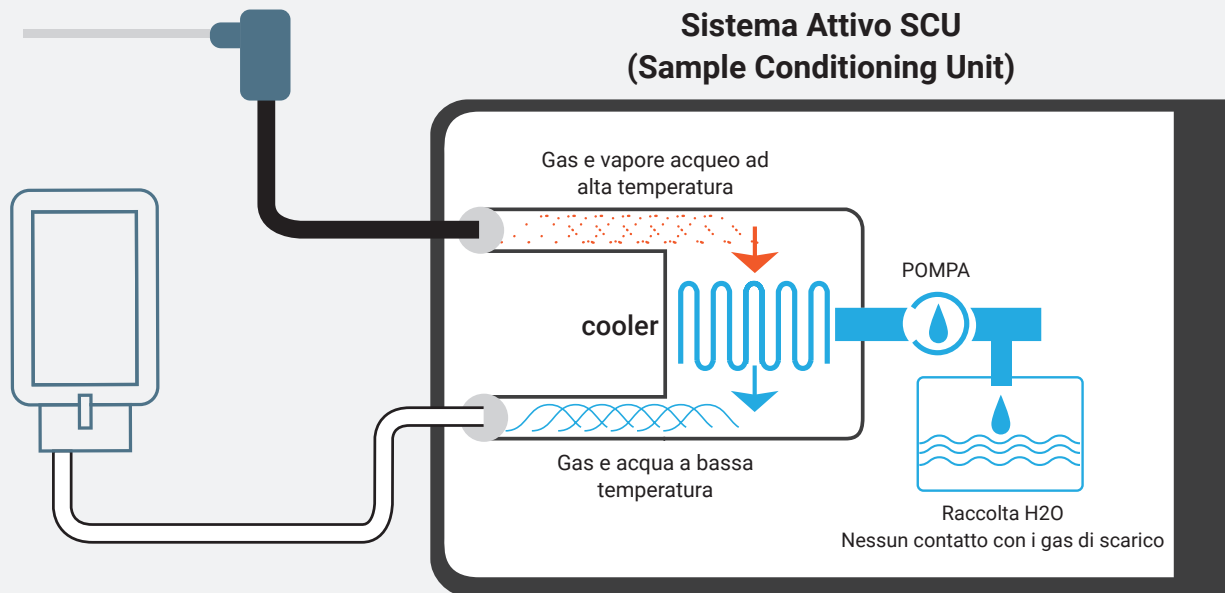 Sistema Attivo SCU
(Sample Conditioning Unit)
Gas e vapore acqueo ad
alta temperatura
POMPA
cooler
Gas e acqua a bassa
temperatura
Raccolta H2O
Nessun contatto con i gas di scarico